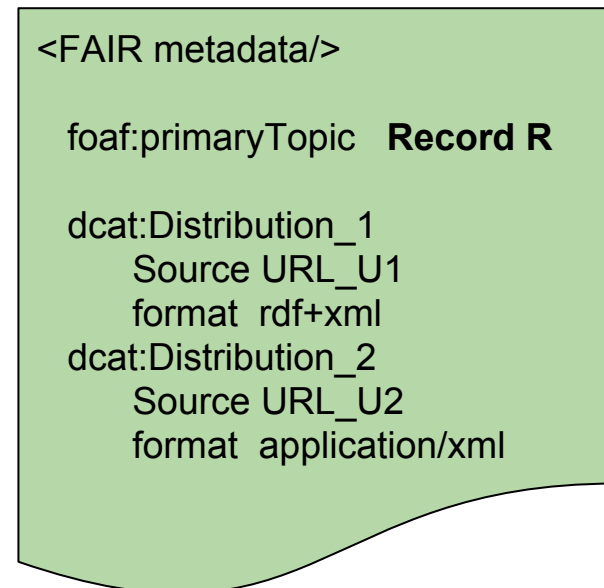 <FAIR metadata/>
foaf:primaryTopic Record R
dcat:Distribution_1
Source URL_U1
format rdf+xml
dcat:Distribution_2
Source URL_U2
format application/xml